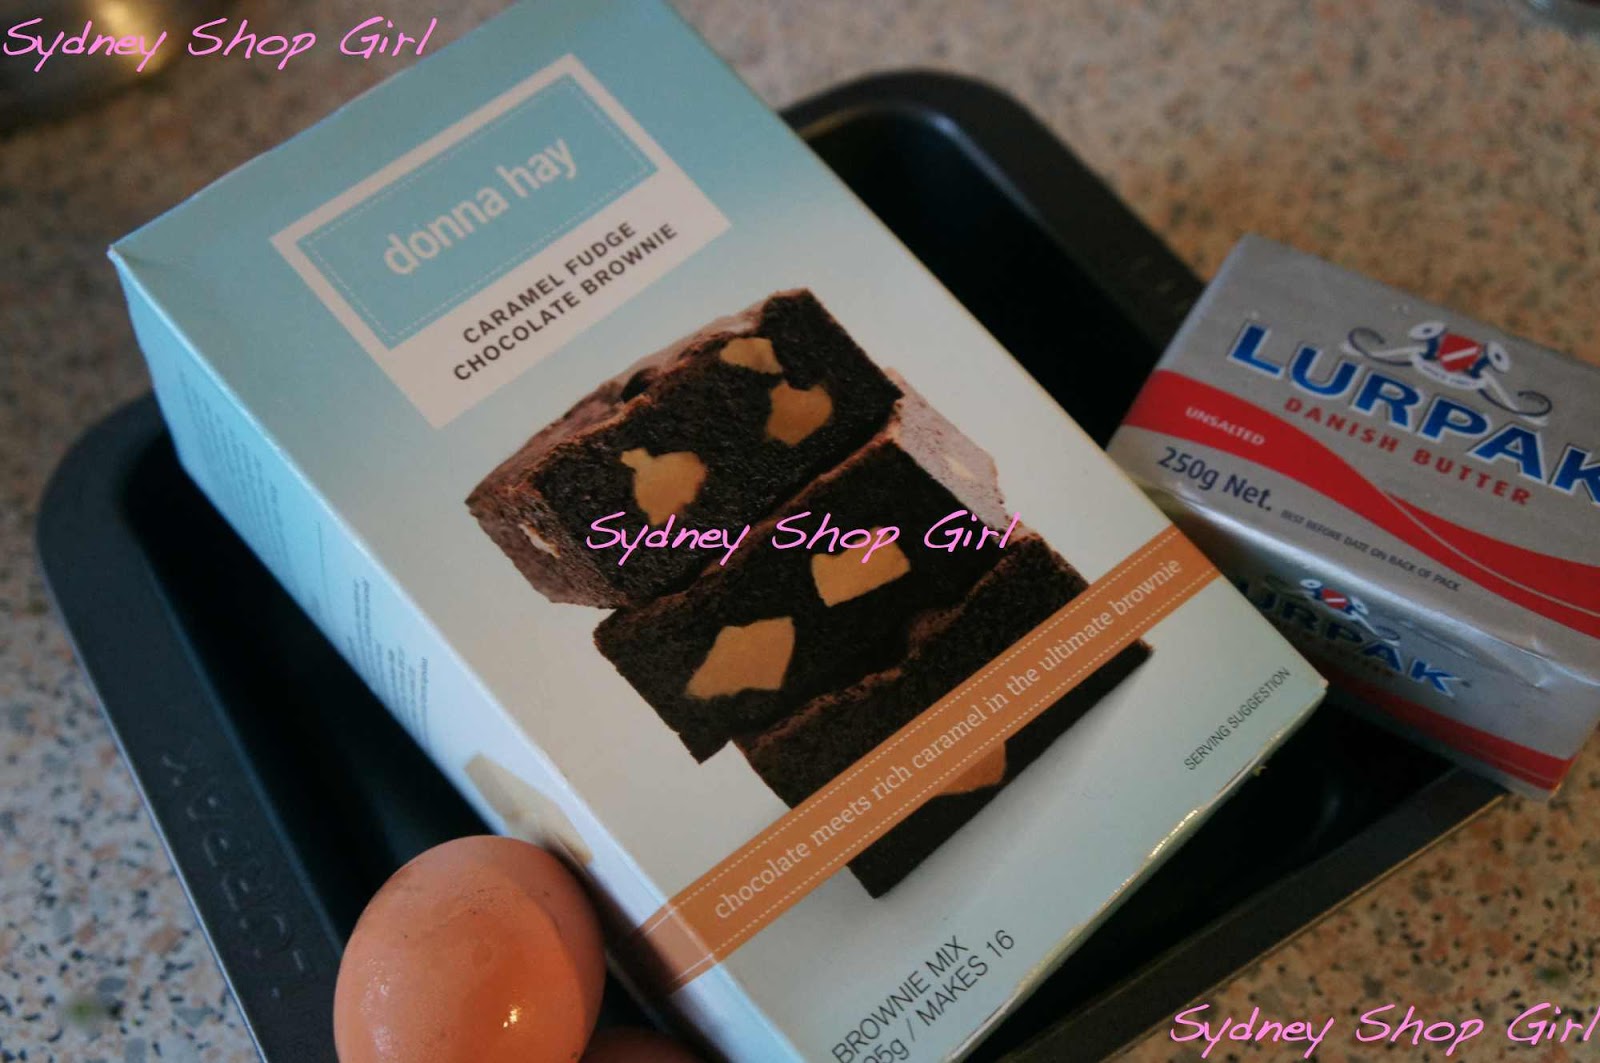 Sydney Shop Girl
donna hay
CARAMEL FUDGE
CHOCOLATE BROWNIE
LURPAK
DANISH BUTTER
UNSALTED
250g Net.
BEST BEFORE DATE ON BACK OF PACK
LURPAK
Sydney Shop Girl
chocolate meets rich caramel in the ultimate brownie
SERVING SUGGESTION
BROWNIE MIX
/ MAKES 16
Sydney Shop Girl